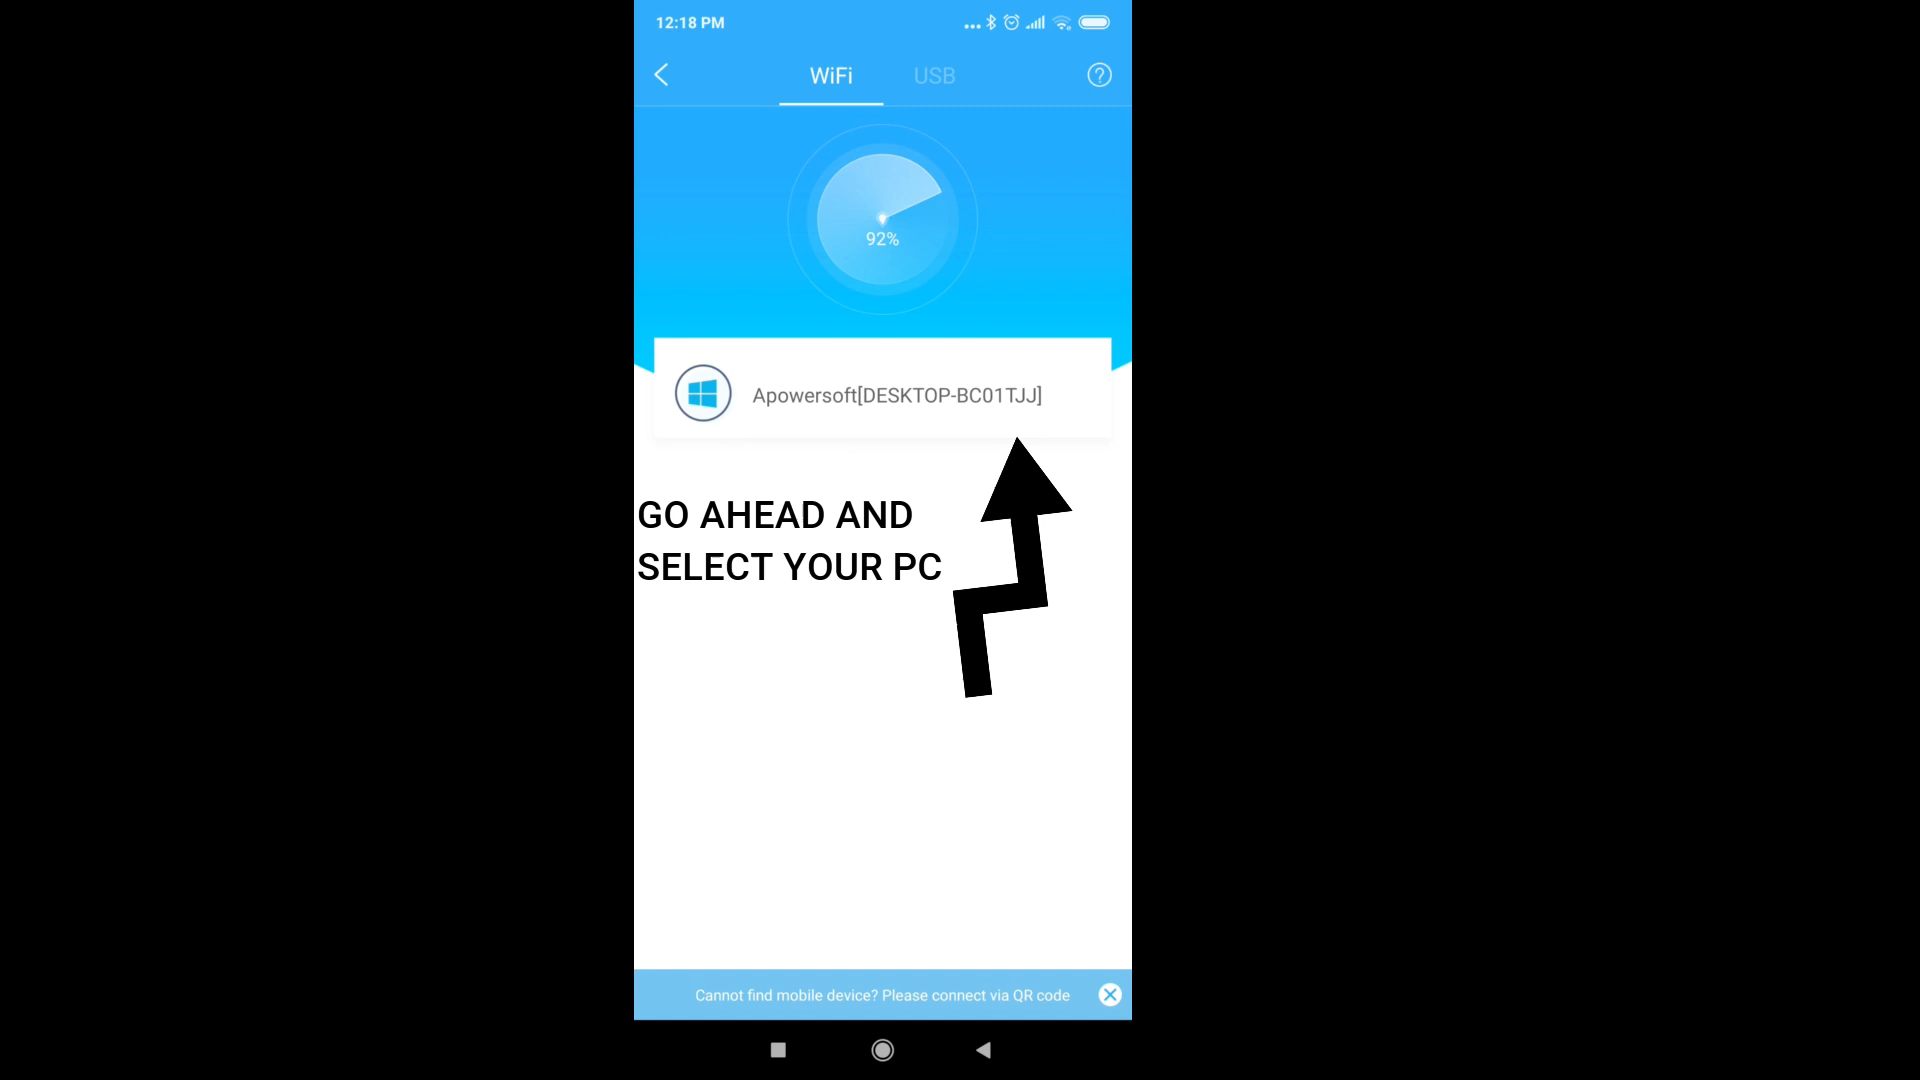 12:18 PM
WiFi
USB
92%
Apowersoft[DESKTOP-BC01TJJ]
GO AHEAD AND
SELECT YOUR PC
Cannot find mobile device? Please connect via QR code